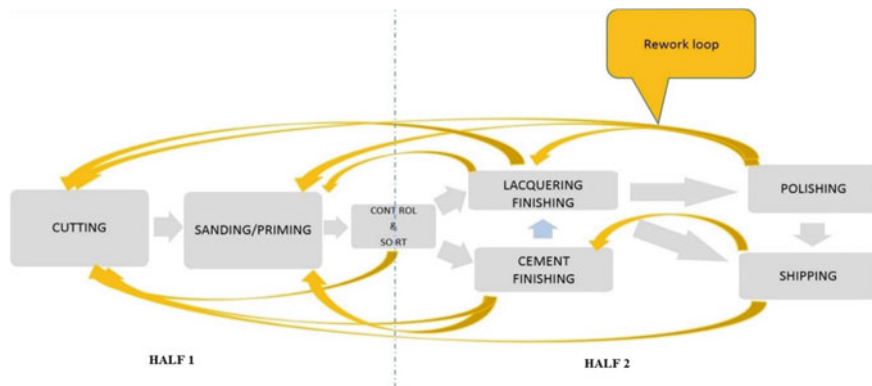 Rework loop
CUTTING
SANDING/PRIMING
CONTROL
&
SORT
LACQUERING
FINISHING
CEMENT
FINISHING
POLISHING
SHIPPING
HALF 1
HALF 2